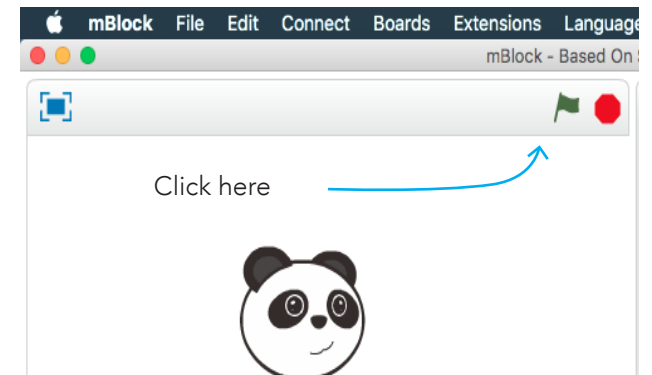 mBlock File Edit Connect Boards Extensions Language
mBlock - Based On
Click here